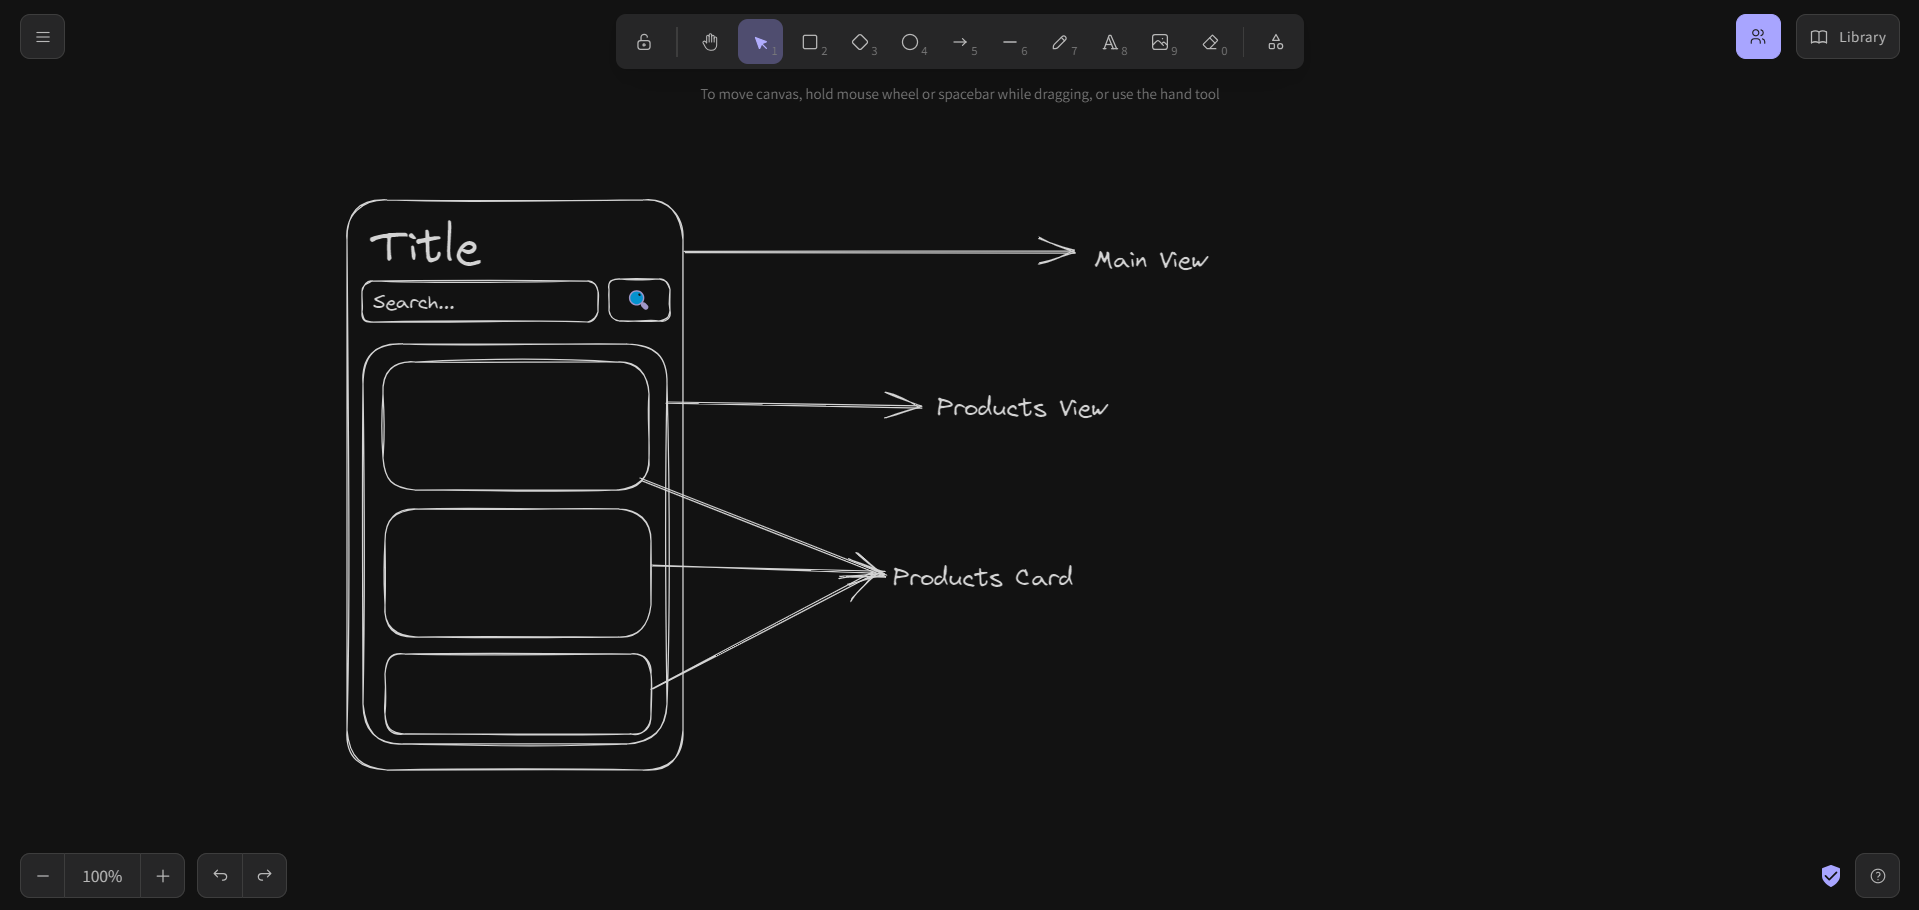 1
2
3
4
5
6
7
8
9
0
Library
To move canvas, hold mouse wheel or spacebar while dragging, or use the hand tool
Title
Main View
Search...
Products View
Products Card
100%